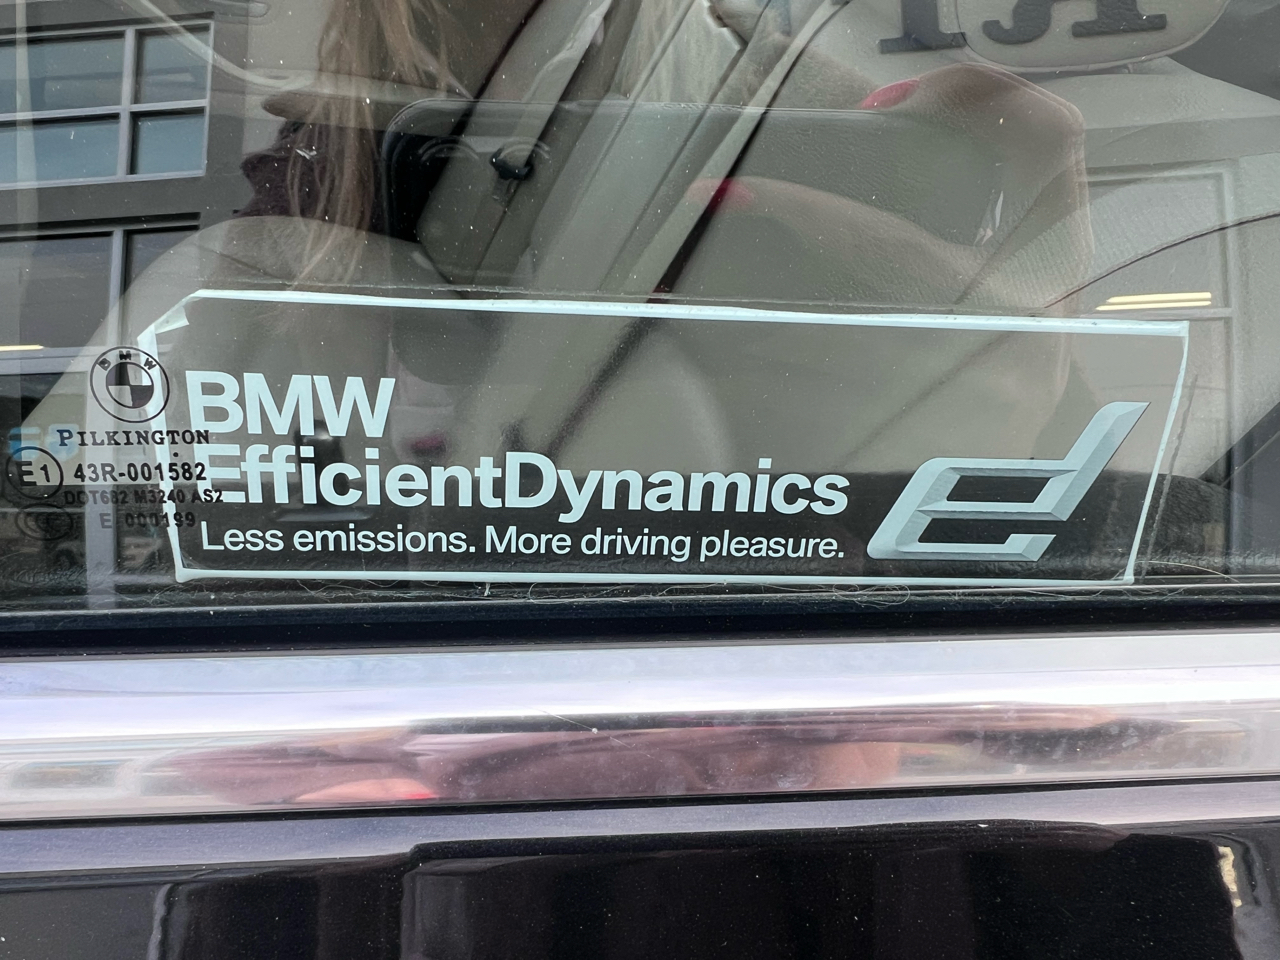 BMW
PILKINGTON
E1 43R-001582
DOT682 M3240 AS2
E 000199
BMW
EfficientDynamics
Less emissions. More driving pleasure.